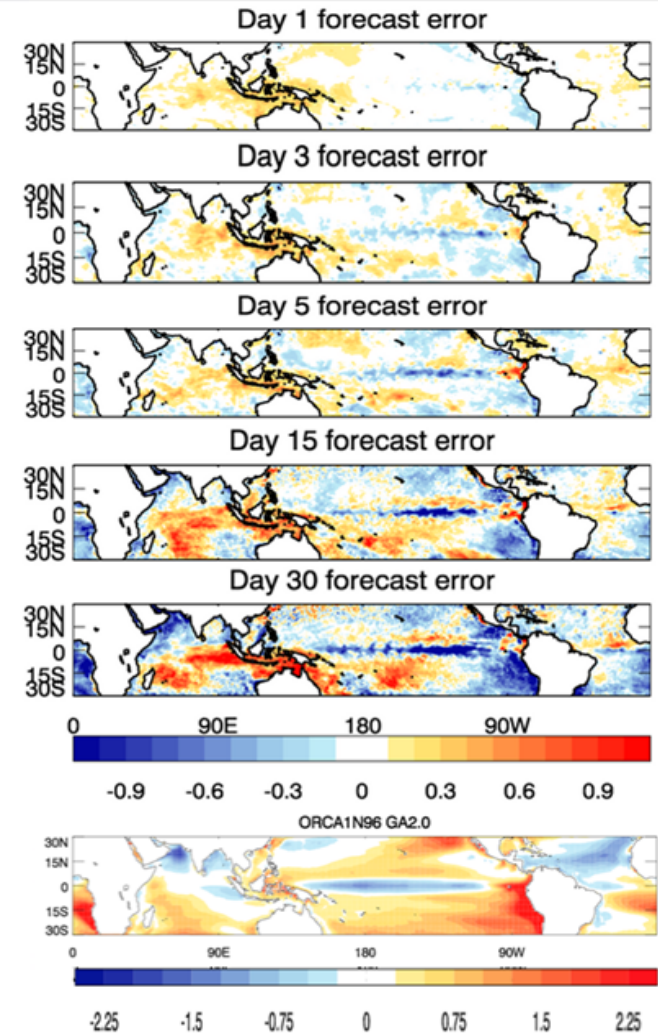 Day 1 forecast error
30N
15N
0
15S
30S
Day 3 forecast error
30N
15N
0
15S
30S
Day 5 forecast error
30N
15N
0
15S
30S
Day 15 forecast error
30N
15N
0
15S
30S
Day 30 forecast error
30N
15N
0
15S
30S
0 90E 180 90W
-0.9 -0.6 -0.3 0 0.3 0.6 0.9
ORCA1N96 GA2.0
30N
15N
0
15S
30S
0 90E 180 90W
-2.25 -1.5 -0.75 0 0.75 1.5 2.25